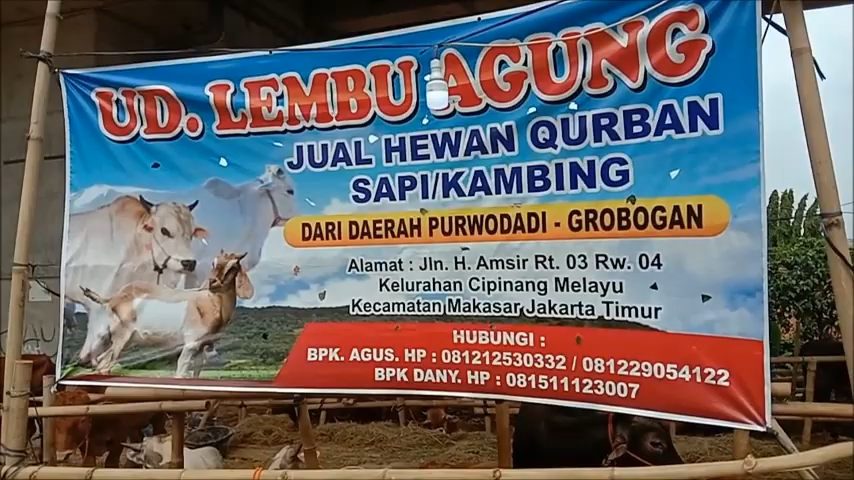 UD. LEMBU AGUNG
JUAL HEWAN QURBAN
SAPI/KAMBING
DARI DAERAH PURWODADI - GROBOGAN
Alamat : Jln. H. Amsir Rt. 03 Rw. 04
Kelurahan Cipinang Melayu
Kecamatan Makasar Jakarta Timur
HUBUNGI :
BPK. AGUS. HP : 081212530332 / 081229054122
BPK DANY. HP : 081511123007